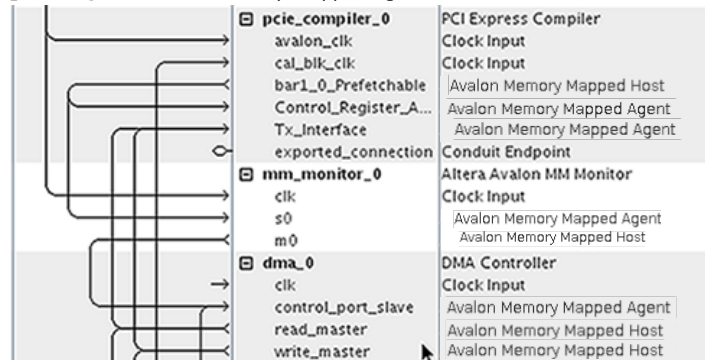 pcie_compiler_0 PCI Express Compiler
avalon_clk Clock Input
cal_blk_clk Clock Input
bar1_0_Prefetchable Avalon Memory Mapped Host
Control_Register_A... Avalon Memory Mapped Agent
Tx_Interface Avalon Memory Mapped Agent
exported_connection Conduit Endpoint
mm_monitor_0 Altera Avalon MM Monitor
clk Clock Input
s0 Avalon Memory Mapped Agent
m0 Avalon Memory Mapped Host
dma_0 DMA Controller
clk Clock Input
control_port_slave Avalon Memory Mapped Agent
read_master Avalon Memory Mapped Host
write_master Avalon Memory Mapped Host